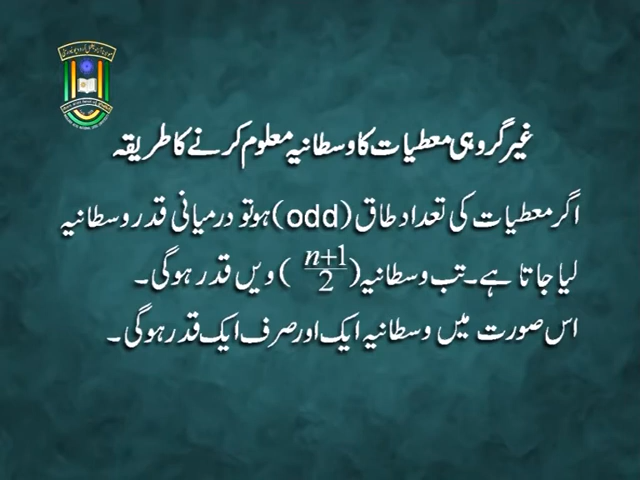 غیر گروہی معطیات کا وسطانیہ معلوم کرنے کا طریقہ
اگر معطیات کی تعداد طاق (odd) ہو تو درمیانی قدر وسطانیہ
لیا جاتا ہے۔ تب وسطانیہ (n+1/2) ویں قدر ہوگی۔
اس صورت میں وسطانیہ ایک اور صرف ایک قدر ہوگی۔